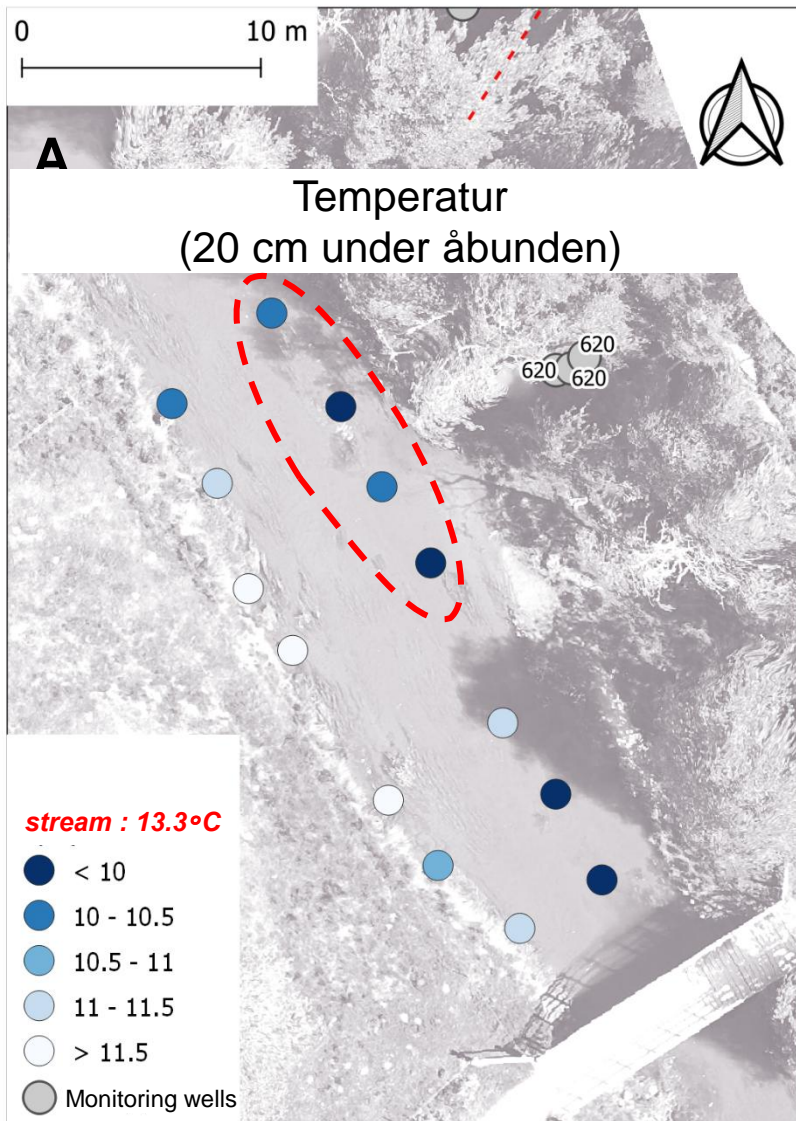 0 10 m
A
Temperatur
(20 cm under åbunden)
620
620
620
stream : 13.3°C
< 10
10 - 10.5
10.5 - 11
11 - 11.5
> 11.5
Monitoring wells